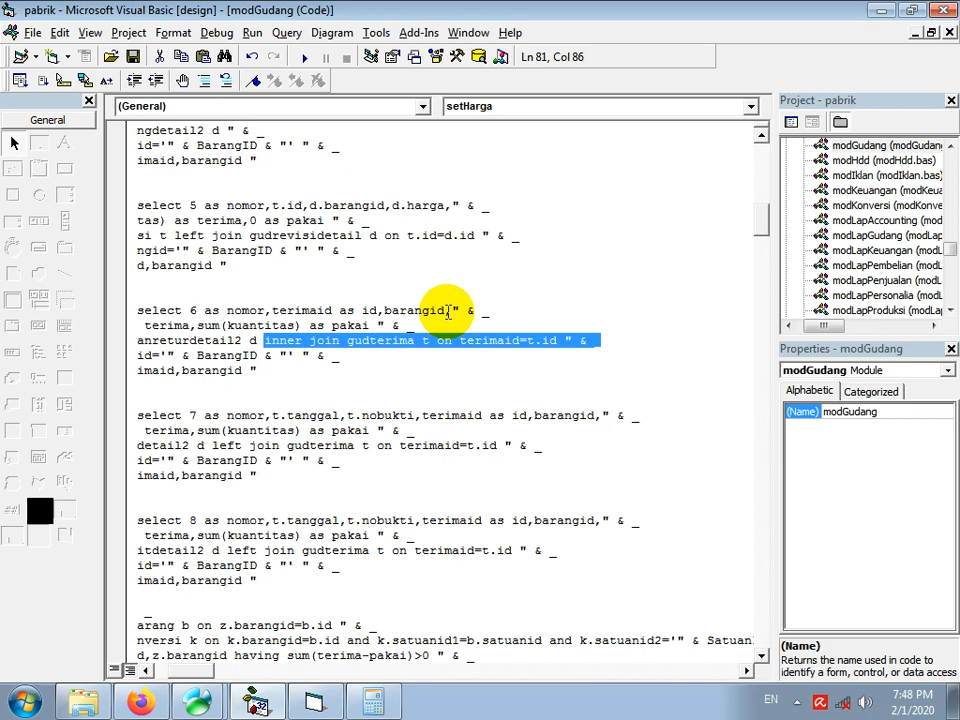 pabrik - Microsoft Visual Basic [design] - [modGudang (Code)]
File Edit View Project Format Debug Run Query Diagram Tools Add-Ins Window Help
Ln 81, Col 86
General
(General)
setHarga
ngdetail2 d " & _
id='" & BarangID & "' " & _
imaid,barangid "
select 5 as nomor,t.id,d.barangid,d.harga," & _
tas) as terima,0 as pakai " & _
si t left join gudrevisidetail d on t.id=d.id " & _
ngid='" & BarangID & "' " & _
d,barangid "
select 6 as nomor,terimaid as id,barangid," & _
terima,sum(kuantitas) as pakai " & _
anreturdetail2 d inner join gudterima t on terimaid=t.id " & _
id='" & BarangID & "' " & _
imaid,barangid "
select 7 as nomor,t.tanggal,t.nobukti,terimaid as id,barangid," & _
terima,sum(kuantitas) as pakai " & _
detail2 d left join gudterima t on terimaid=t.id " & _
id='" & BarangID & "' " & _
imaid,barangid "
select 8 as nomor,t.tanggal,t.nobukti,terimaid as id,barangid," & _
terima,sum(kuantitas) as pakai " & _
itdetail2 d left join gudterima t on terimaid=t.id " & _
id='" & BarangID & "' " & _
imaid,barangid "
_
arang b on z.barangid=b.id " & _
nversi k on k.barangid=b.id and k.satuanid1=b.satuanid and k.satuanid2='" & Satuan
d,z.barangid having sum(terima-pakai)>0 " & _
Project - pabrik
modGudang (modGudang
modHdd (modHdd.bas)
modIklan (modIklan.bas)
modKeuangan (modKeua
modKonversi (modKonve
modLapAccounting (mod
modLapGudang (modLap
modLapKeuangan (modL
modLapPembelian (modL
modLapPenjualan (modL
modLapPersonalia (modL
modLapProduksi (modLap
Properties - modGudang
modGudang Module
Alphabetic Categorized
(Name) modGudang
(Name)
Returns the name used in code to
identify a form, control, or data access
EN
7:48 PM
2/1/2020